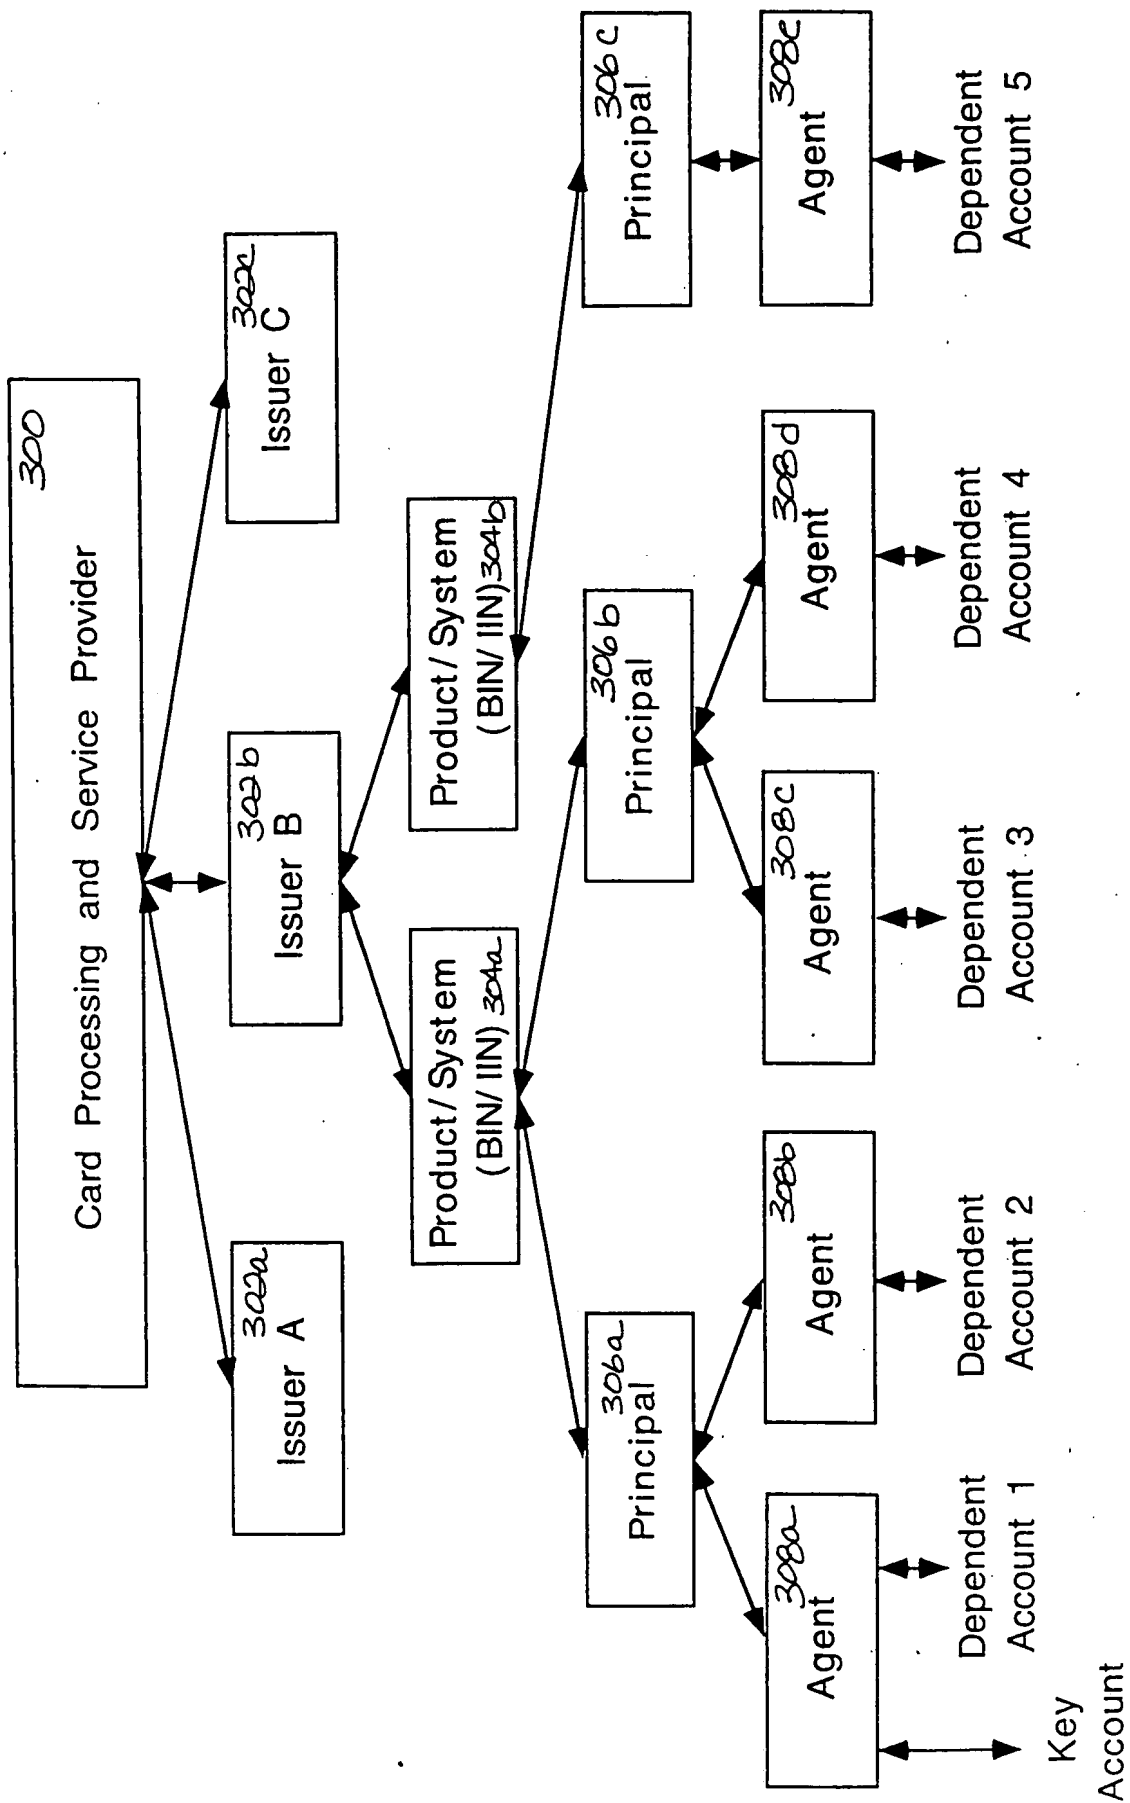 300
Card Processing and Service Provider
302a
Issuer A
302b
Issuer B
302c
Issuer C
Product/System
(BIN/IIN) 304a
Product/System
(BIN/IIN) 304b
306a
Principal
306b
Principal
306c
Principal
308a
Agent
308b
Agent
308c
Agent
308d
Agent
308e
Agent
Key
Account
Dependent
Account 1
Dependent
Account 2
Dependent
Account 3
Dependent
Account 4
Dependent
Account 5